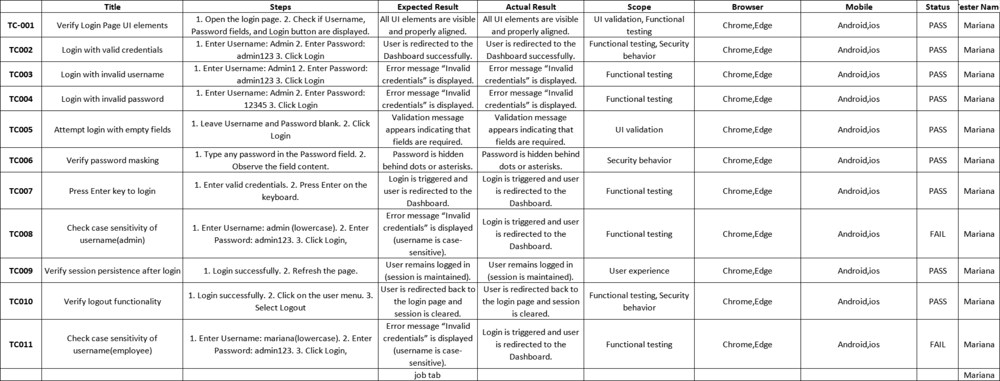 Title Steps Expected Result Actual Result Scope Browser Mobile Status ester Nam
TC-001 Verify Login Page UI elements 1. Open the login page. 2. Check if Username, Password fields, and Login button are displayed. All UI elements are visible and properly aligned. All UI elements are visible and properly aligned. UI validation, Functional testing Chrome,Edge Android,ios PASS Mariana
TC002 Login with valid credentials 1. Enter Username: Admin 2. Enter Password: admin123 3. Click Login User is redirected to the Dashboard successfully. User is redirected to the Dashboard successfully. Functional testing, Security behavior Chrome,Edge Android,ios PASS Mariana
TC003 Login with invalid username 1. Enter Username: Admin1 2. Enter Password: admin123 3. Click Login Error message “Invalid credentials” is displayed. Error message “Invalid credentials” is displayed. Functional testing Chrome,Edge Android,ios PASS Mariana
TC004 Login with invalid password 1. Enter Username: Admin 2. Enter Password: 12345 3. Click Login Error message “Invalid credentials” is displayed. Error message “Invalid credentials” is displayed. Functional testing Chrome,Edge Android,ios PASS Mariana
TC005 Attempt login with empty fields 1. Leave Username and Password blank. 2. Click Login Validation message appears indicating that fields are required. Validation message appears indicating that fields are required. UI validation Chrome,Edge Android,ios PASS Mariana
TC006 Verify password masking 1. Type any password in the Password field. 2. Observe the field content. Password is hidden behind dots or asterisks. Password is hidden behind dots or asterisks. Security behavior Chrome,Edge Android,ios PASS Mariana
TC007 Press Enter key to login 1. Enter valid credentials. 2. Press Enter on the keyboard. Login is triggered and user is redirected to the Dashboard. Login is triggered and user is redirected to the Dashboard. Functional testing Chrome,Edge Android,ios PASS Mariana
TC008 Check case sensitivity of username(admin) 1. Enter Username: admin (lowercase). 2. Enter Password: admin123. 3. Click Login, Error message “Invalid credentials” is displayed (username is case-sensitive). Login is triggered and user is redirected to the Dashboard. Functional testing Chrome,Edge Android,ios FAIL Mariana
TC009 Verify session persistence after login 1. Login successfully. 2. Refresh the page. User remains logged in (session is maintained). User remains logged in (session is maintained). User experience Chrome,Edge Android,ios PASS Mariana
TC010 Verify logout functionality 1. Login successfully. 2. Click on the user menu. 3. Select Logout User is redirected back to the login page and session is cleared. User is redirected back to the login page and session is cleared. Functional testing, Security behavior Chrome,Edge Android,ios PASS Mariana
TC011 Check case sensitivity of username(employee) 1. Enter Username: mariana(lowercase). 2. Enter Password: admin123. 3. Click Login, Error message “Invalid credentials” is displayed (username is case-sensitive). Login is triggered and user is redirected to the Dashboard. Functional testing Chrome,Edge Android,ios FAIL Mariana
job tab Mariana